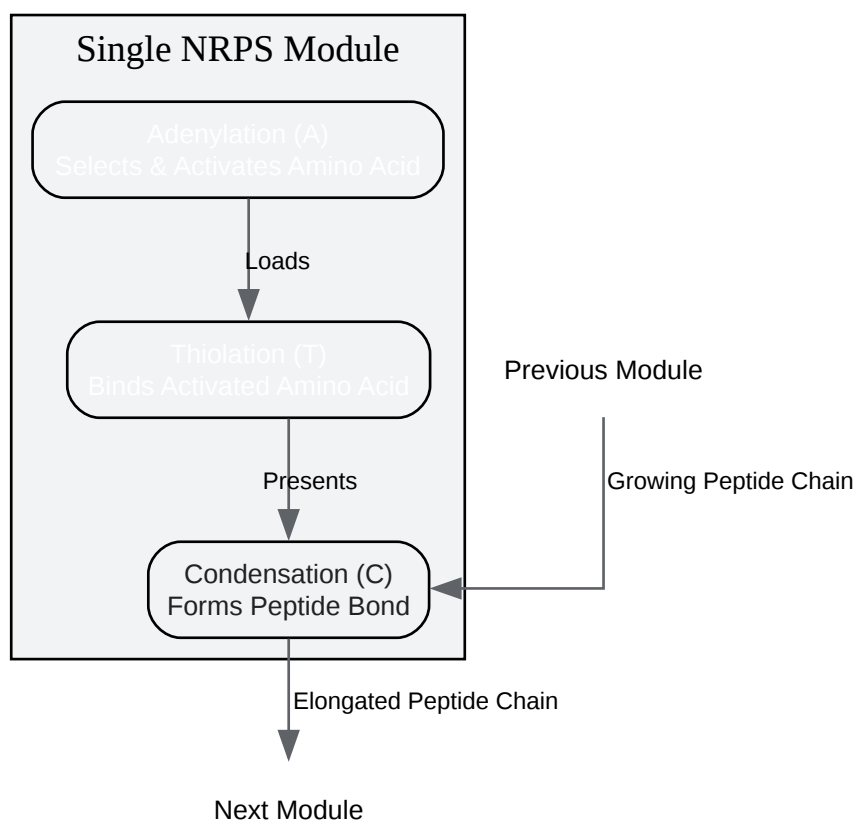 Single NRPS Module
Adenylation (A)
Selects & Activates Amino Acid
Loads
Thiolation (T)
Binds Activated Amino Acid
Previous Module
Presents
Growing Peptide Chain
Condensation (C)
Forms Peptide Bond
Elongated Peptide Chain
Next Module